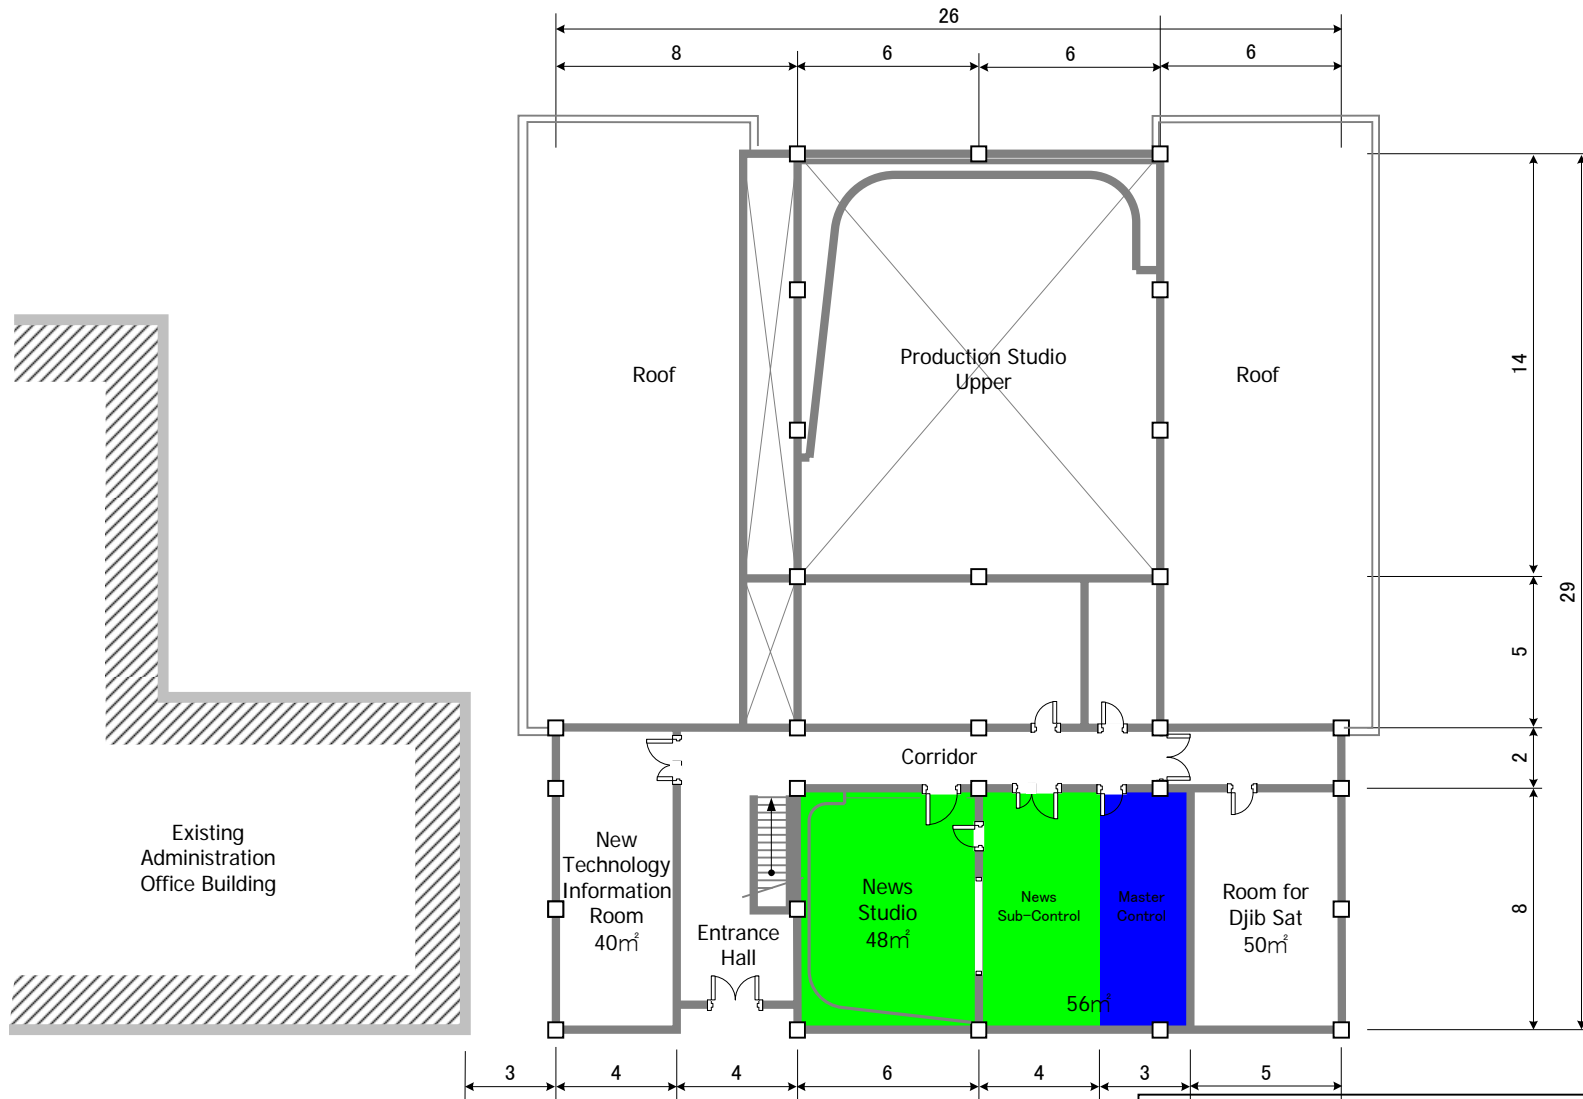 26
8
6
6
6
Roof
Production Studio
Upper
Roof
14
29
5
Corridor
2
Existing
Administration
Office Building
New
Technology
Information
Room
40㎡
Entrance
Hall
News
Studio
48㎡
News
Sub-Control
Master
Control
56㎡
Room for
Djib Sat
50㎡
8
3
4
4
6
4
3
5